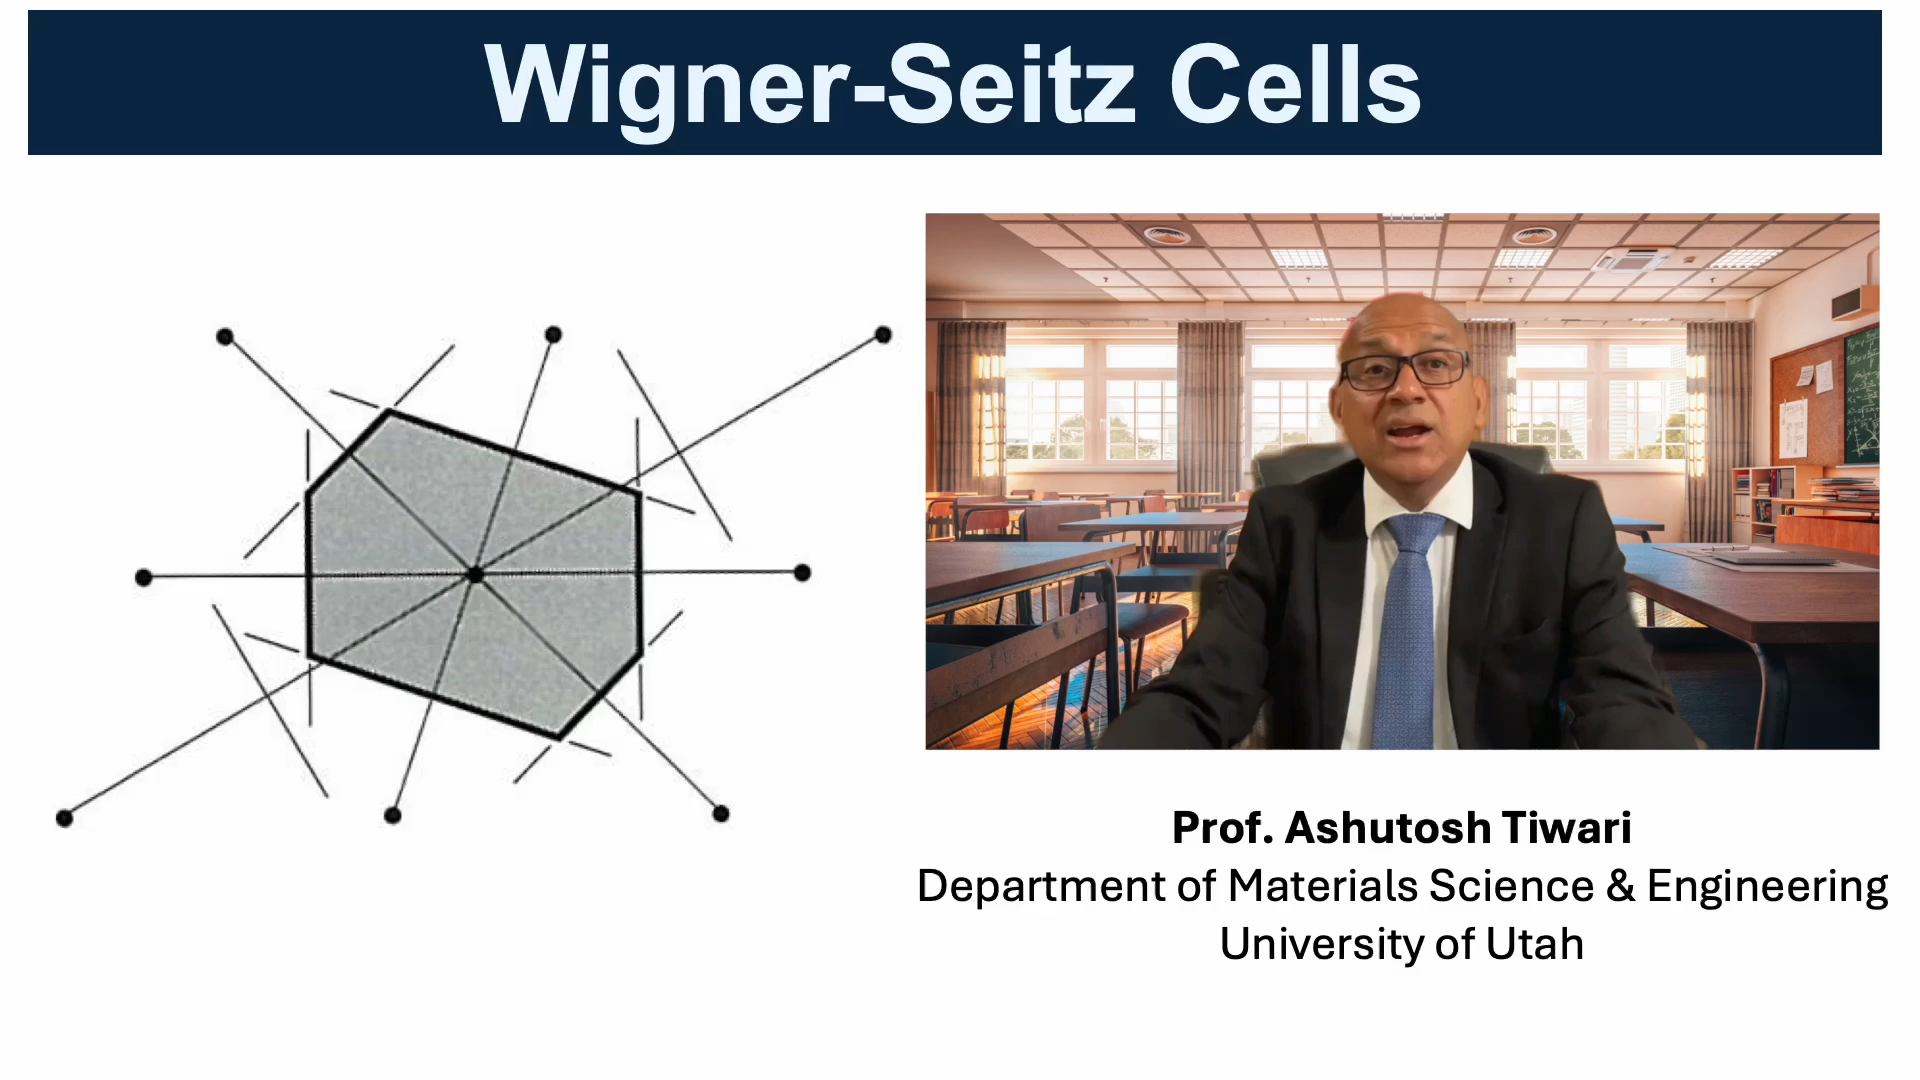 Wigner-Seitz Cells
Prof. Ashutosh Tiwari
Department of Materials Science & Engineering
University of Utah